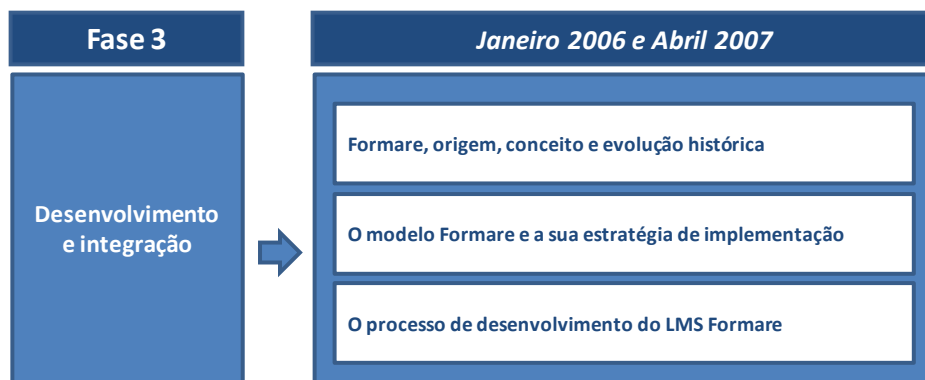 Fase 3
Janeiro 2006 e Abril 2007
Desenvolvimento
e integração
Formare, origem, conceito e evolução histórica
O modelo Formare e a sua estratégia de implementação
O processo de desenvolvimento do LMS Formare